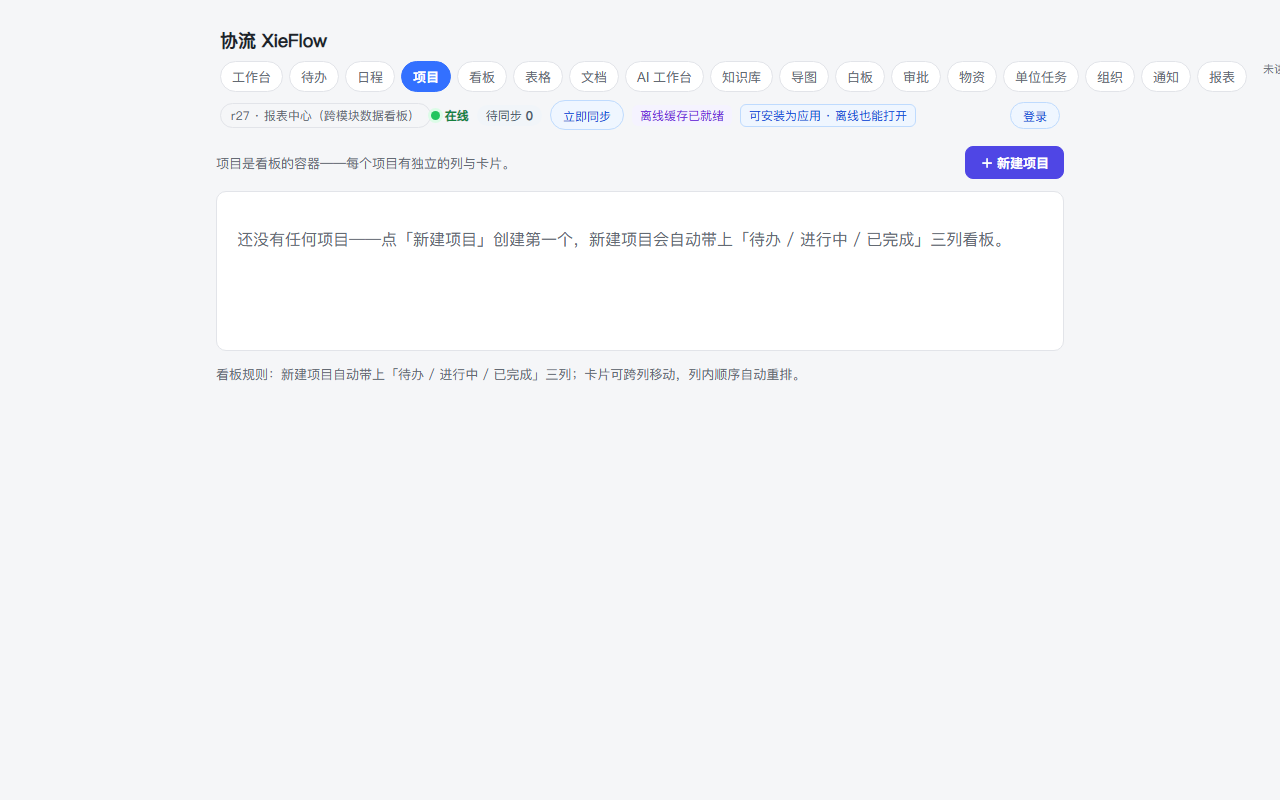 协流 XieFlow
工作台 待办 日程 项目 看板 表格 文档 AI 工作台 知识库 导图 白板 审批 物资 单位任务 组织 通知 报表 未
r27 · 报表中心（跨模块数据看板） 在线 待同步 0 立即同步 离线缓存已就绪 可安装为应用 · 离线也能打开 登录
项目是看板的容器——每个项目有独立的列与卡片。 ＋ 新建项目
还没有任何项目——点「新建项目」创建第一个，新建项目会自动带上「待办 / 进行中 / 已完成」三列看板。
看板规则：新建项目自动带上「待办 / 进行中 / 已完成」三列；卡片可跨列移动，列内顺序自动重排。